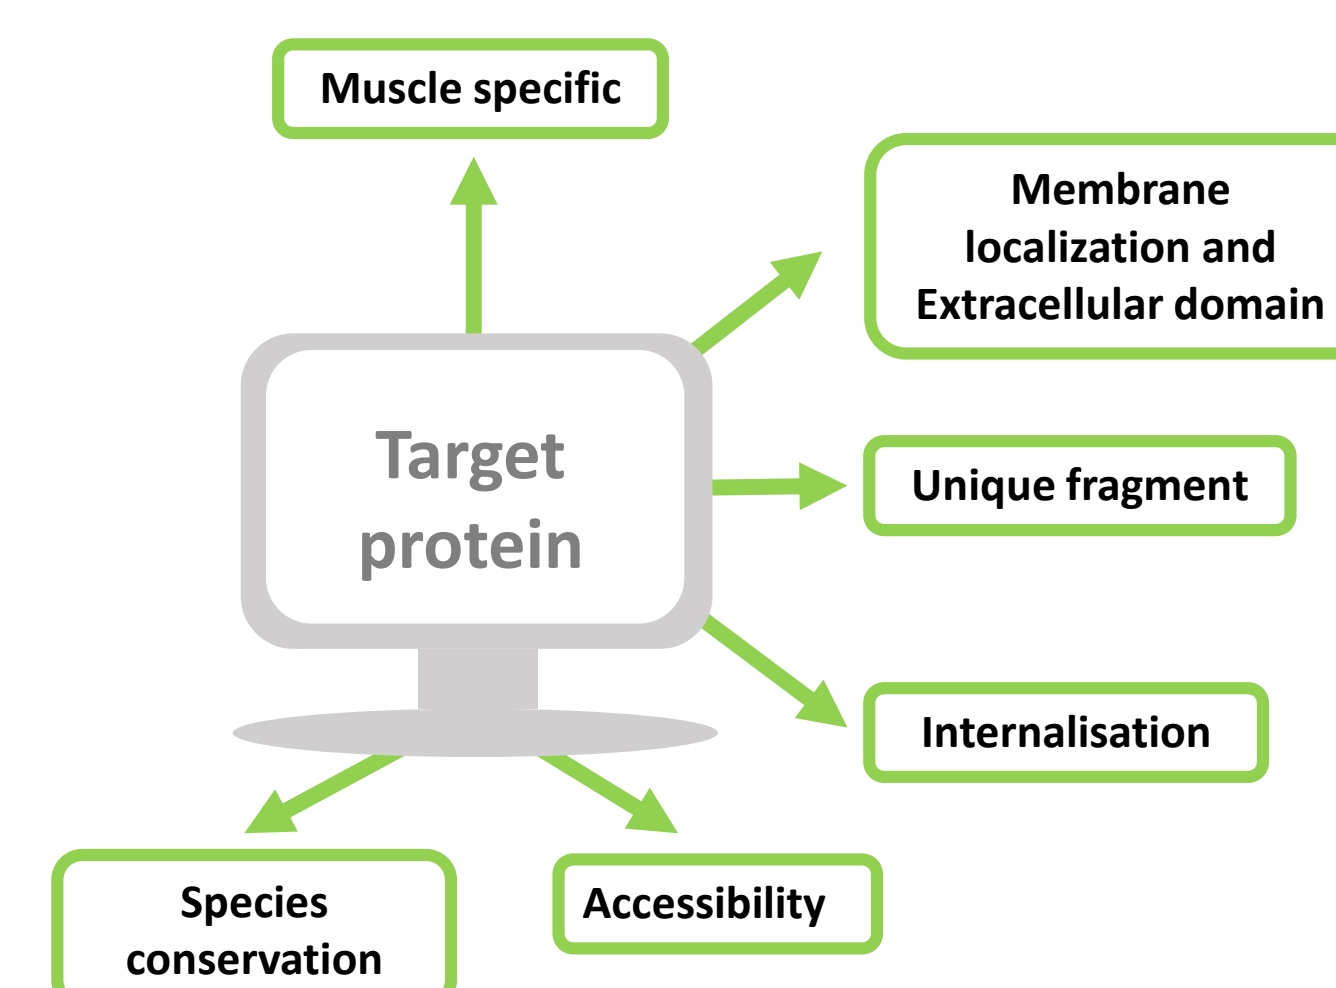 Muscle specific
Membrane
localization and
Extracellular domain
Target
protein
Unique fragment
Internalisation
Species
conservation
Accessibility